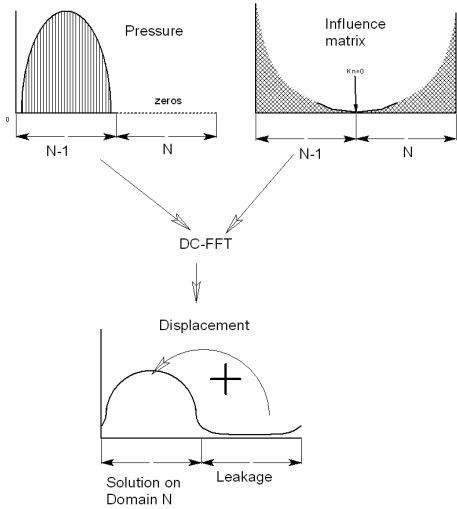 Pressure
Influence
matrix
Kn=0
zeros
0
N-1
N
N-1
N
DC-FFT
Displacement
+
Solution on
Domain N
Leakage